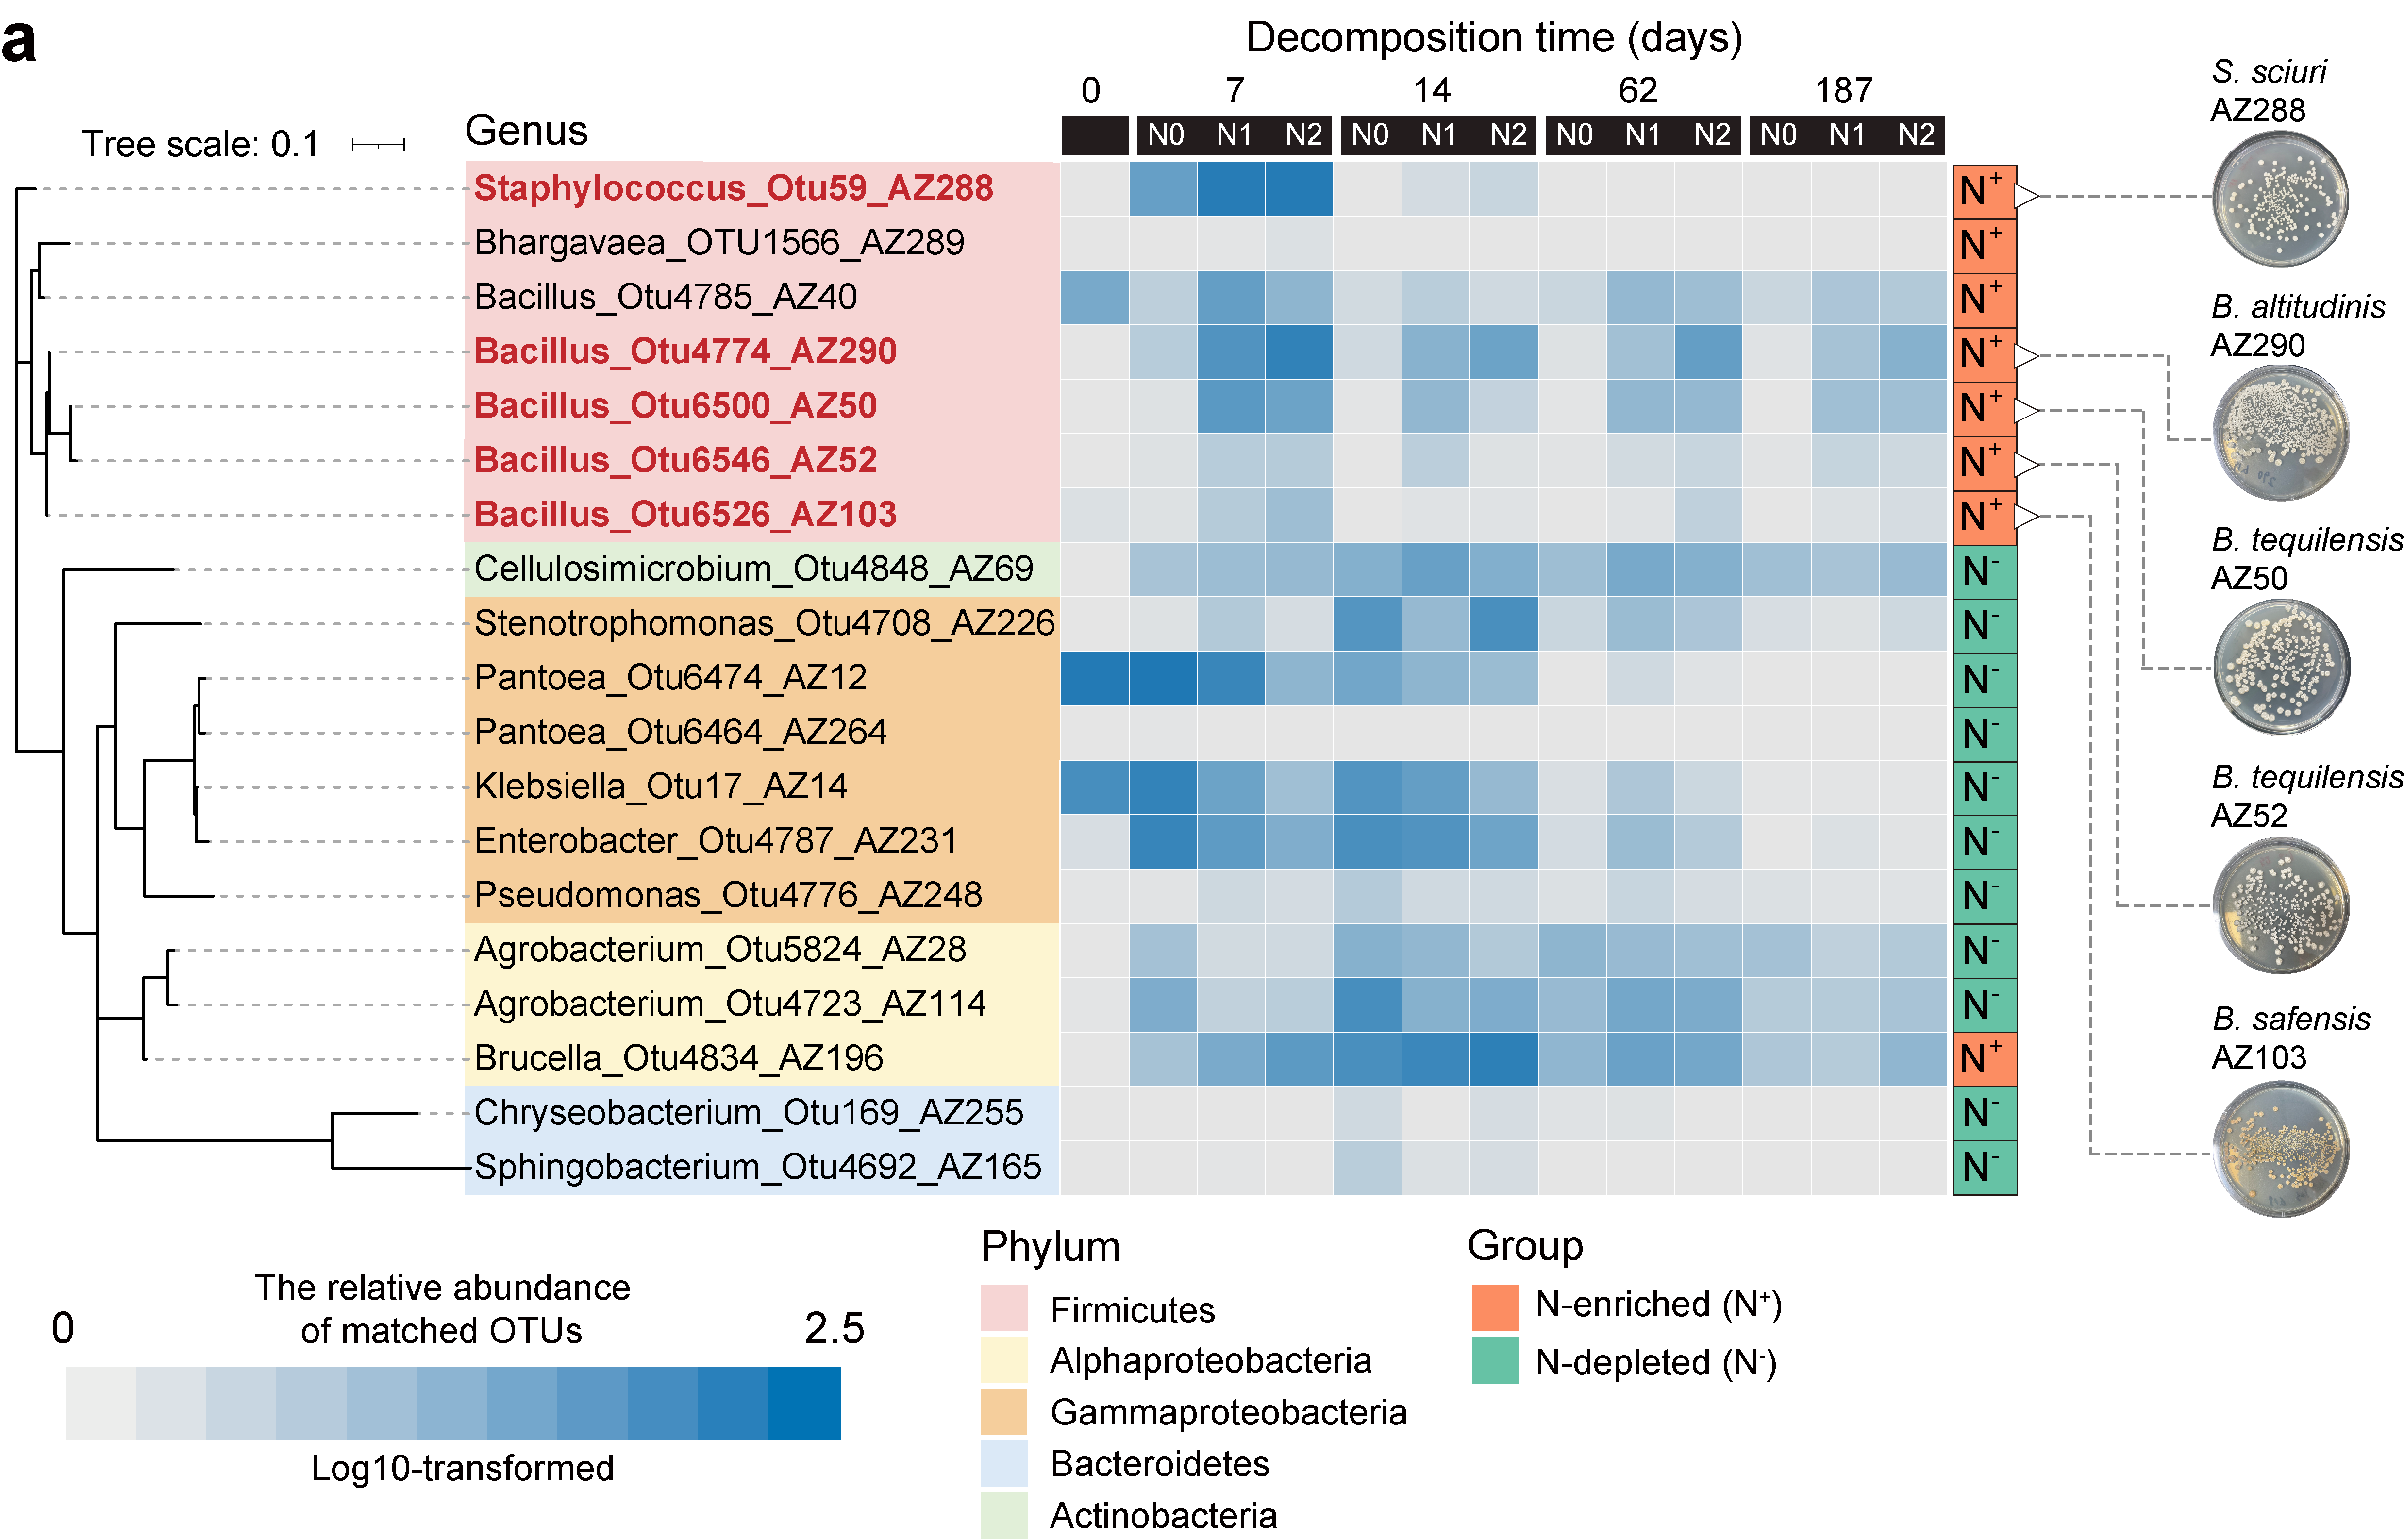 a
Decomposition time (days)
0 7 14 62 187
N0 N1 N2 N0 N1 N2 N0 N1 N2 N0 N1 N2
Tree scale: 0.1
Genus
Staphylococcus_Otu59_AZ288 N+
Bhargavaea_OTU1566_AZ289 N+
Bacillus_Otu4785_AZ40 N+
Bacillus_Otu4774_AZ290 N+
Bacillus_Otu6500_AZ50 N+
Bacillus_Otu6546_AZ52 N+
Bacillus_Otu6526_AZ103 N+
Cellulosimicrobium_Otu4848_AZ69 N-
Stenotrophomonas_Otu4708_AZ226 N-
Pantoea_Otu6474_AZ12 N-
Pantoea_Otu6464_AZ264 N-
Klebsiella_Otu17_AZ14 N-
Enterobacter_Otu4787_AZ231 N-
Pseudomonas_Otu4776_AZ248 N-
Agrobacterium_Otu5824_AZ28 N-
Agrobacterium_Otu4723_AZ114 N-
Brucella_Otu4834_AZ196 N+
Chryseobacterium_Otu169_AZ255 N-
Sphingobacterium_Otu4692_AZ165 N-
S. sciuri
AZ288
B. altitudinis
AZ290
B. tequilensis
AZ50
B. tequilensis
AZ52
B. safensis
AZ103
The relative abundance
of matched OTUs
0 2.5
Log10-transformed
Phylum
Firmicutes
Alphaproteobacteria
Gammaproteobacteria
Bacteroidetes
Actinobacteria
Group
N-enriched (N+)
N-depleted (N-)